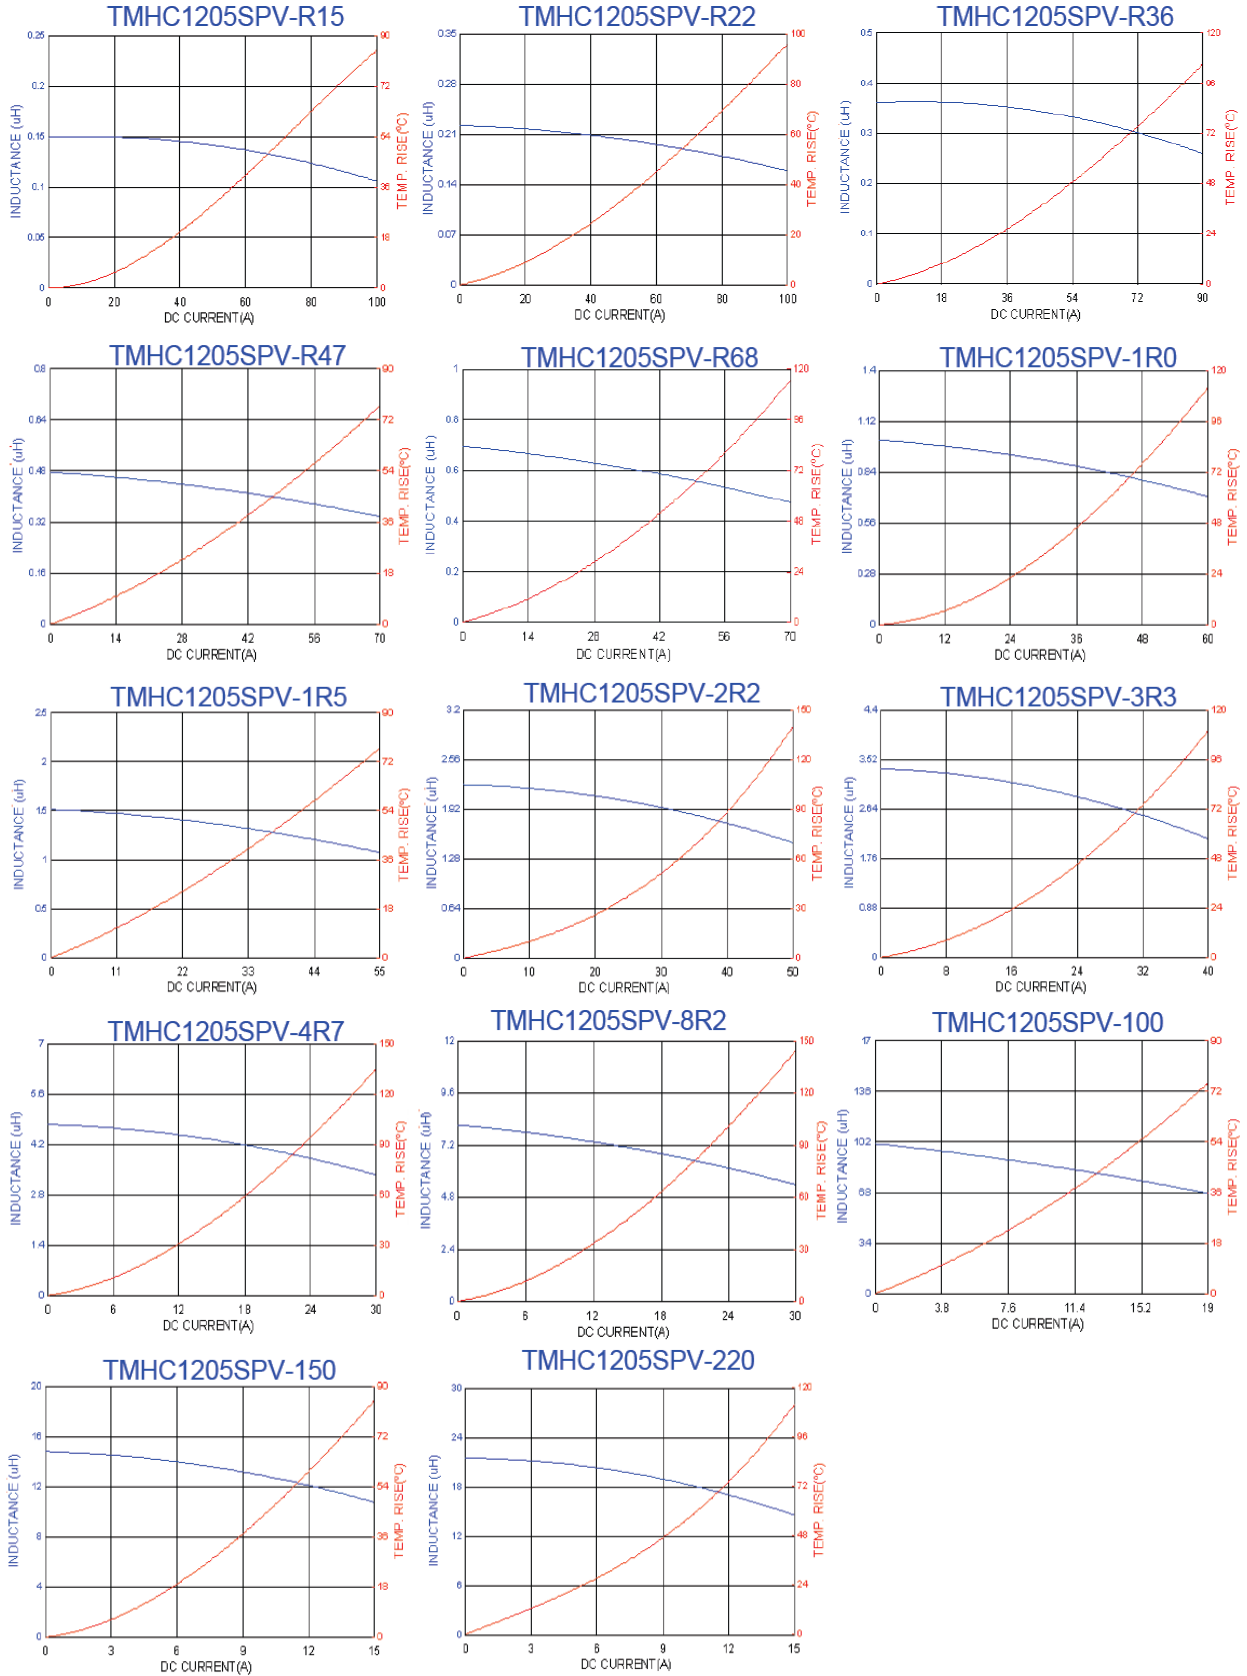 TMHC1205SPV-R15
TMHC1205SPV-R22
TMHC1205SPV-R36
0.25
0.2
0.15
0.1
0.05
0
INDUCTANCE (uH)
90
72
54
36
18
0
TEMP. RISE(ºC)
0 20 40 60 80 100
DC CURRENT(A)
0.35
0.28
0.21
0.14
0.07
0
INDUCTANCE (uH)
100
80
60
40
20
0
TEMP. RISE(ºC)
0 20 40 60 80 100
DC CURRENT(A)
0.5
0.4
0.3
0.2
0.1
0
INDUCTANCE (uH)
120
96
72
48
24
0
TEMP. RISE(ºC)
0 18 36 54 72 90
DC CURRENT(A)
TMHC1205SPV-R47
TMHC1205SPV-R68
TMHC1205SPV-1R0
0.8
0.64
0.48
0.32
0.16
0
INDUCTANCE (uH)
90
72
54
36
18
0
TEMP. RISE(ºC)
0 14 28 42 56 70
DC CURRENT(A)
1
0.8
0.6
0.4
0.2
0
INDUCTANCE (uH)
120
96
72
48
24
0
TEMP. RISE(ºC)
0 14 28 42 56 70
DC CURRENT(A)
1.4
1.12
0.84
0.56
0.28
0
INDUCTANCE (uH)
120
96
72
48
24
0
TEMP. RISE(ºC)
0 12 24 36 48 60
DC CURRENT(A)
TMHC1205SPV-1R5
TMHC1205SPV-2R2
TMHC1205SPV-3R3
2.5
2
1.5
1
0.5
0
INDUCTANCE (uH)
90
72
54
36
18
0
TEMP. RISE(ºC)
0 11 22 33 44 55
DC CURRENT(A)
3.2
2.56
1.92
1.28
0.64
0
INDUCTANCE (uH)
150
120
90
60
30
0
TEMP. RISE(ºC)
0 10 20 30 40 50
DC CURRENT(A)
4.4
3.52
2.64
1.76
0.88
0
INDUCTANCE (uH)
120
96
72
48
24
0
TEMP. RISE(ºC)
0 8 16 24 32 40
DC CURRENT(A)
TMHC1205SPV-4R7
TMHC1205SPV-8R2
TMHC1205SPV-100
7
5.6
4.2
2.8
1.4
0
INDUCTANCE (uH)
150
120
90
60
30
0
TEMP. RISE(ºC)
0 6 12 18 24 30
DC CURRENT(A)
12
9.6
7.2
4.8
2.4
0
INDUCTANCE (uH)
150
120
90
60
30
0
TEMP. RISE(ºC)
0 6 12 18 24 30
DC CURRENT(A)
17
13.6
10.2
6.8
3.4
0
INDUCTANCE (uH)
90
72
54
36
18
0
TEMP. RISE(ºC)
0 3.8 7.6 11.4 15.2 19
DC CURRENT(A)
TMHC1205SPV-150
TMHC1205SPV-220
20
16
12
8
4
0
INDUCTANCE (uH)
90
72
54
36
18
0
TEMP. RISE(ºC)
0 3 6 9 12 15
DC CURRENT(A)
30
24
18
12
6
0
INDUCTANCE (uH)
120
96
72
48
24
0
TEMP. RISE(ºC)
0 3 6 9 12 15
DC CURRENT(A)